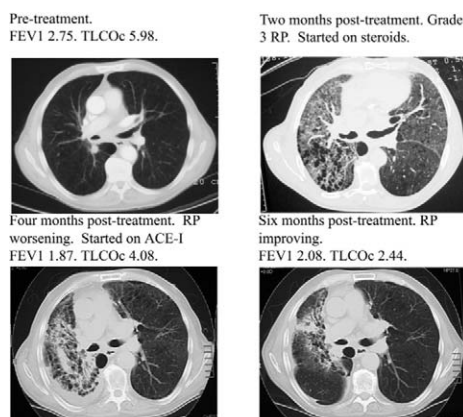 Pre-treatment.
FEV1 2.75. TLCOc 5.98.
Two months post-treatment. Grade
3 RP. Started on steroids.
Four months post-treatment. RP
worsening. Started on ACE-I
FEV1 1.87. TLCOc 4.08.
Six months post-treatment. RP
improving.
FEV1 2.08. TLCOc 2.44.